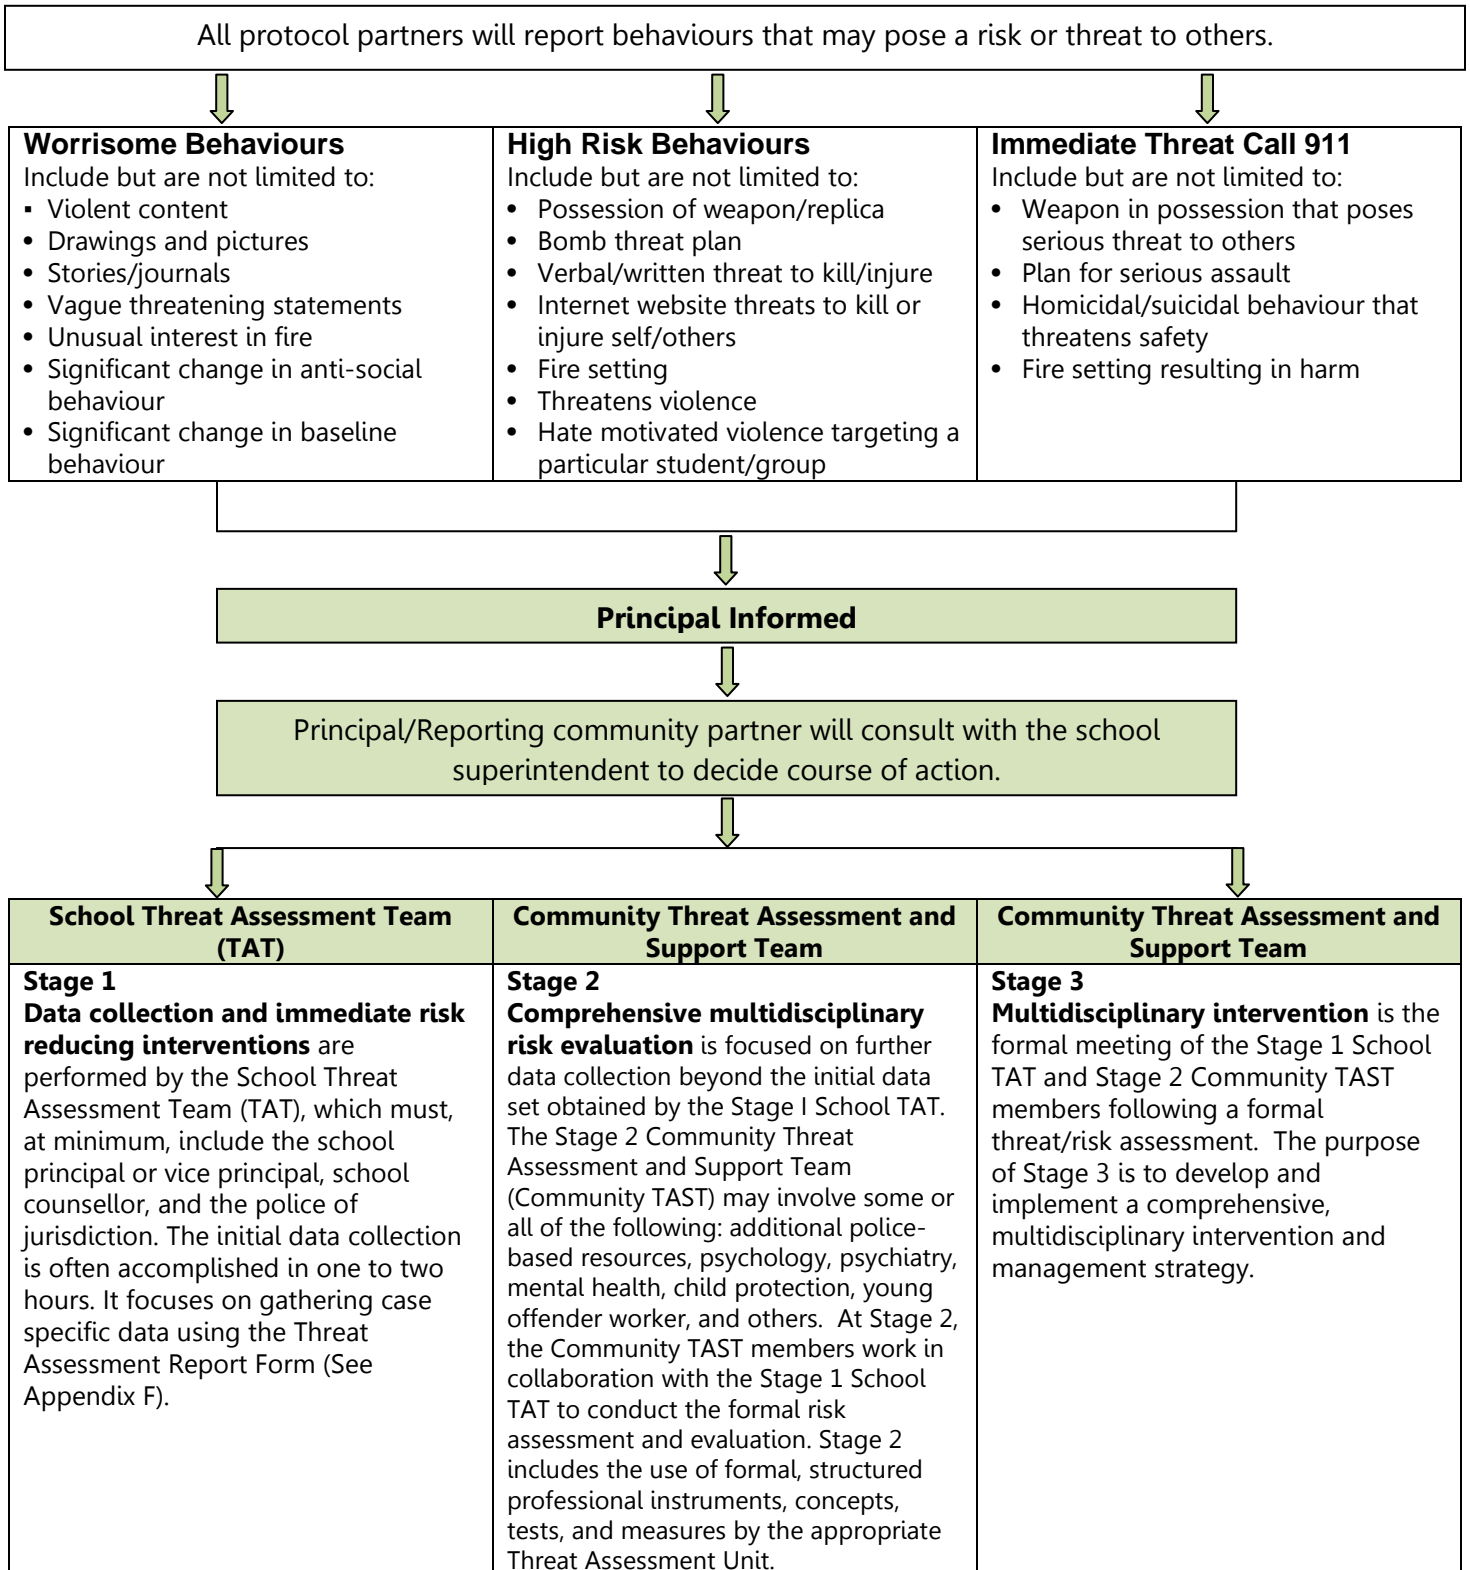 All protocol partners will report behaviours that may pose a risk or threat to others.
Worrisome Behaviours
Include but are not limited to:
▪ Violent content
• Drawings and pictures
• Stories/journals
• Vague threatening statements
• Unusual interest in fire
• Significant change in anti-social
behaviour
• Significant change in baseline
behaviour
High Risk Behaviours
Include but are not limited to:
• Possession of weapon/replica
• Bomb threat plan
• Verbal/written threat to kill/injure
• Internet website threats to kill or
injure self/others
• Fire setting
• Threatens violence
• Hate motivated violence targeting a
particular student/group
Immediate Threat Call 911
Include but are not limited to:
• Weapon in possession that poses
serious threat to others
• Plan for serious assault
• Homicidal/suicidal behaviour that
threatens safety
• Fire setting resulting in harm
Principal Informed
Principal/Reporting community partner will consult with the school
superintendent to decide course of action.
School Threat Assessment Team
(TAT)
Stage 1
Data collection and immediate risk
reducing interventions are
performed by the School Threat
Assessment Team (TAT), which must,
at minimum, include the school
principal or vice principal, school
counsellor, and the police of
jurisdiction. The initial data collection
is often accomplished in one to two
hours. It focuses on gathering case
specific data using the Threat
Assessment Report Form (See
Appendix F).
Community Threat Assessment and
Support Team
Stage 2
Comprehensive multidisciplinary
risk evaluation is focused on further
data collection beyond the initial data
set obtained by the Stage I School TAT.
The Stage 2 Community Threat
Assessment and Support Team
(Community TAST) may involve some or
all of the following: additional police-
based resources, psychology, psychiatry,
mental health, child protection, young
offender worker, and others.  At Stage 2,
the Community TAST members work in
collaboration with the Stage 1 School
TAT to conduct the formal risk
assessment and evaluation. Stage 2
includes the use of formal, structured
professional instruments, concepts,
tests, and measures by the appropriate
Threat Assessment Unit.
Community Threat Assessment and
Support Team
Stage 3
Multidisciplinary intervention is the
formal meeting of the Stage 1 School
TAT and Stage 2 Community TAST
members following a formal
threat/risk assessment.  The purpose
of Stage 3 is to develop and
implement a comprehensive,
multidisciplinary intervention and
management strategy.